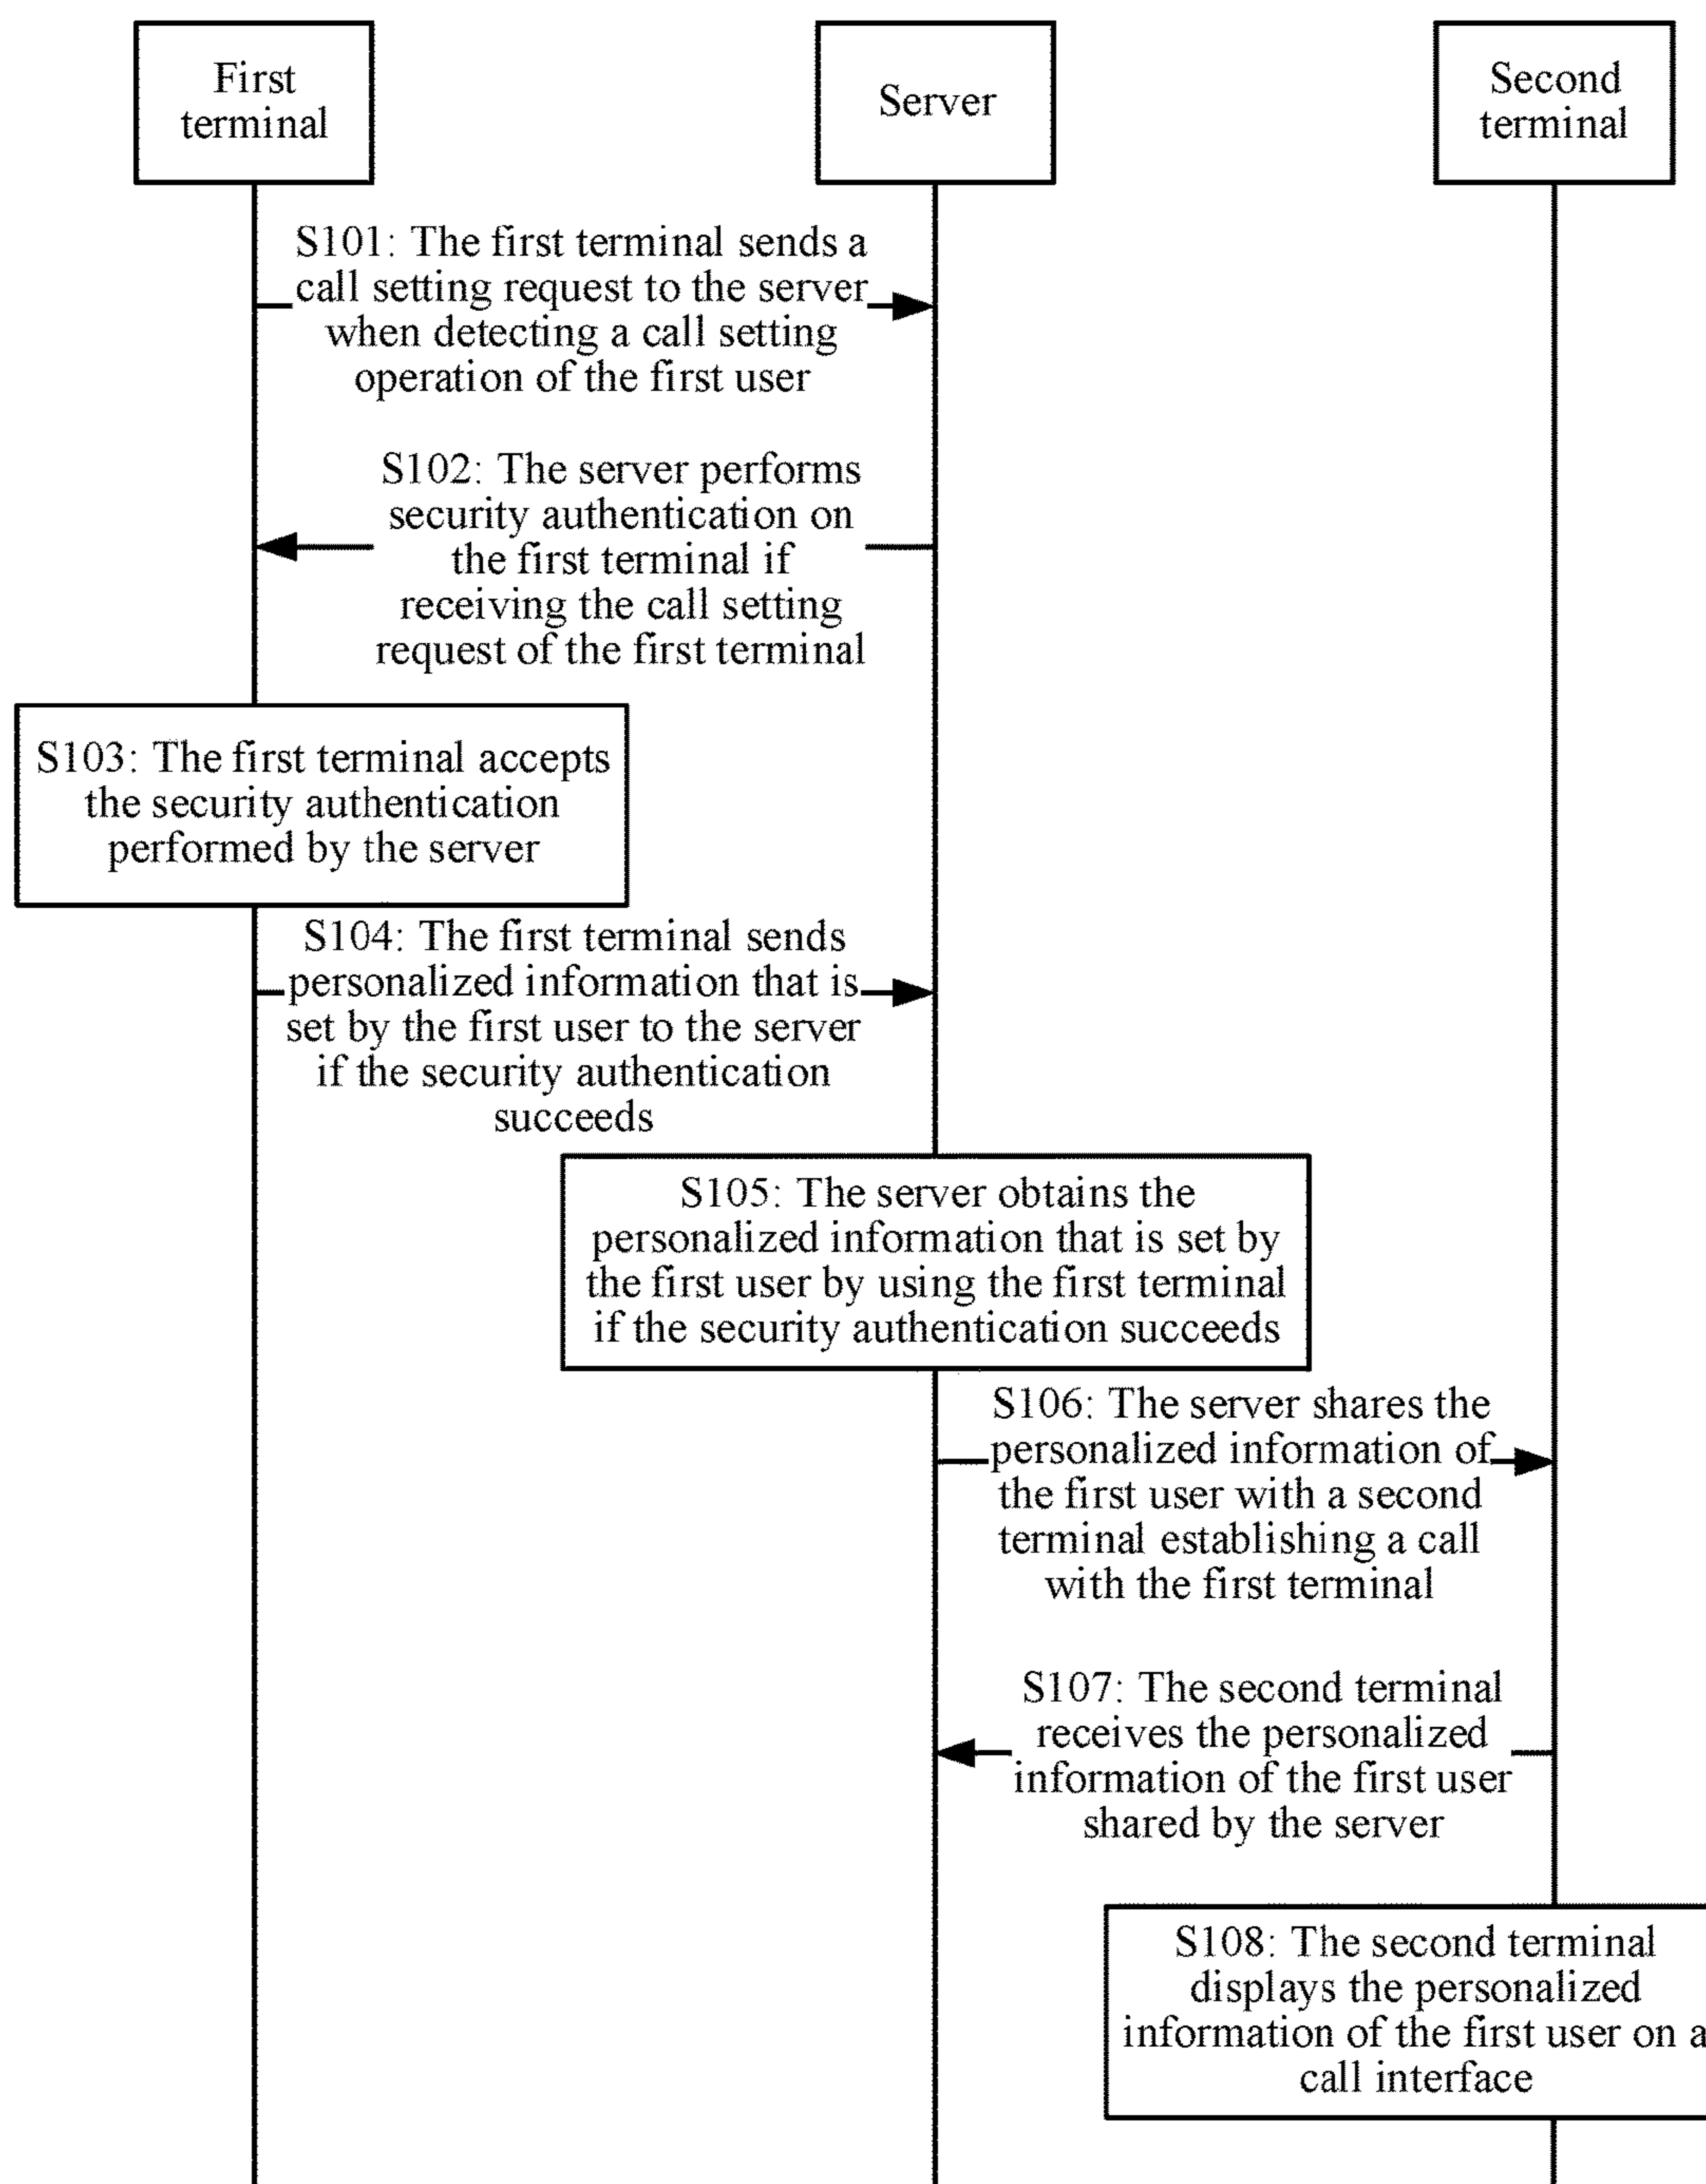 First
terminal
Server
Second
terminal
S101: The first terminal sends a
call setting request to the server
when detecting a call setting
operation of the first user
S102: The server performs
security authentication on
the first terminal if
receiving the call setting
request of the first terminal
S103: The first terminal accepts
the security authentication
performed by the server
S104: The first terminal sends
personalized information that is
set by the first user to the server
if the security authentication
succeeds
S105: The server obtains the
personalized information that is set by
the first user by using the first terminal
if the security authentication succeeds
S106: The server shares the
personalized information of
the first user with a second
terminal establishing a call
with the first terminal
S107: The second terminal
receives the personalized
information of the first user
shared by the server
S108: The second terminal
displays the personalized
information of the first user on a
call interface